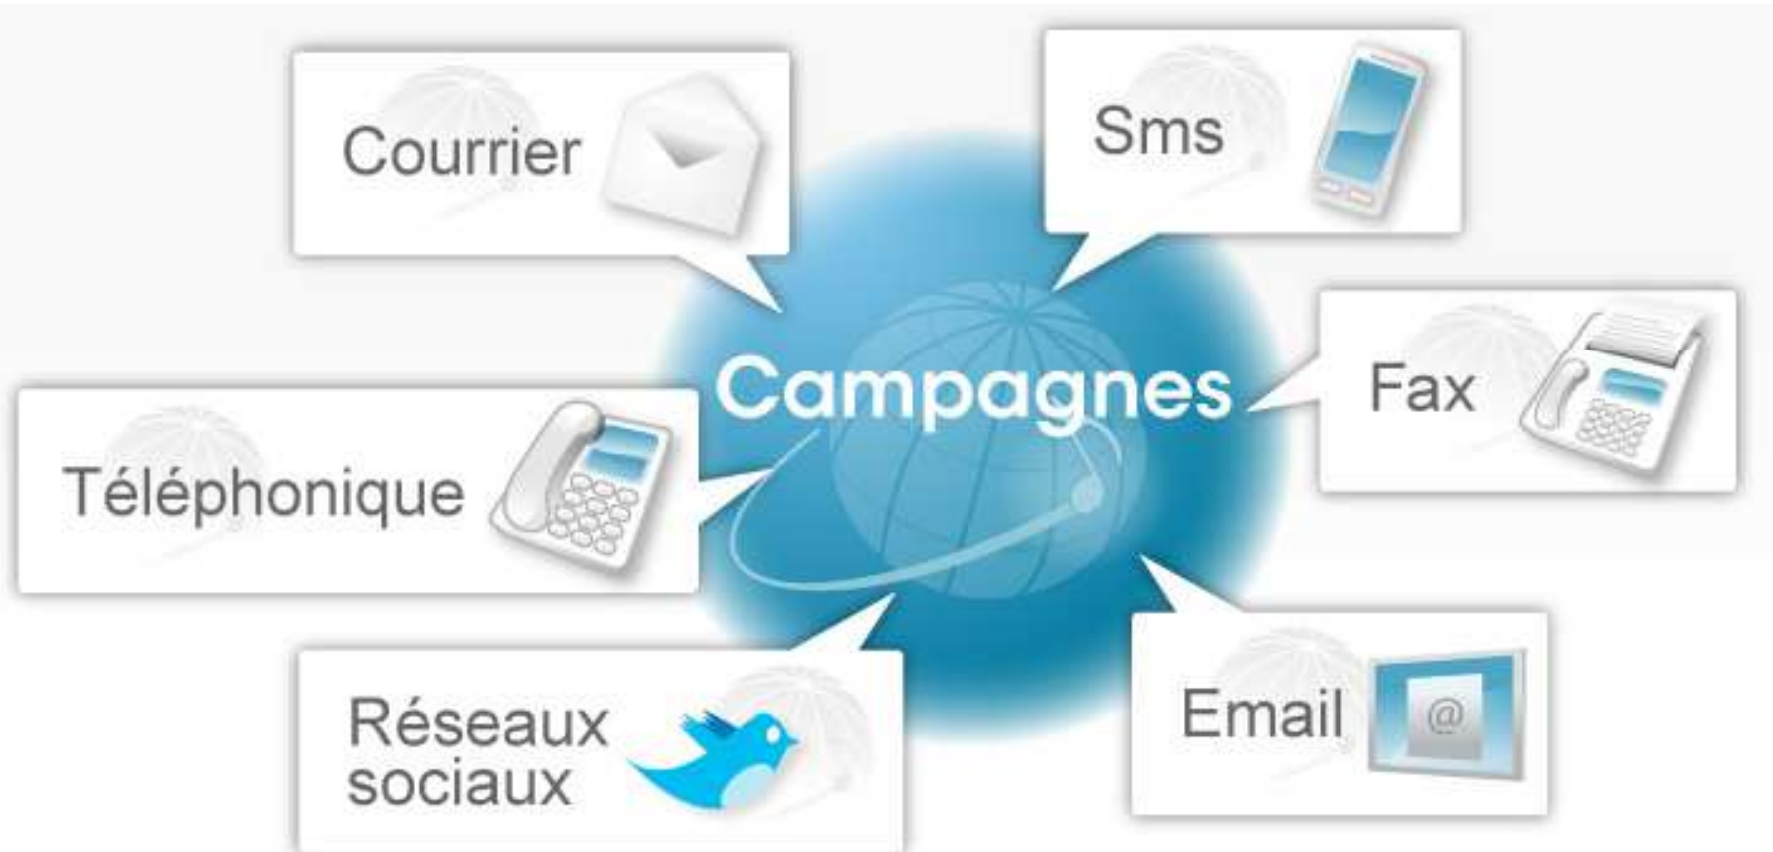 Courrier
Sms
Campagnes
Fax
Téléphonique
Réseaux
sociaux
Email
@